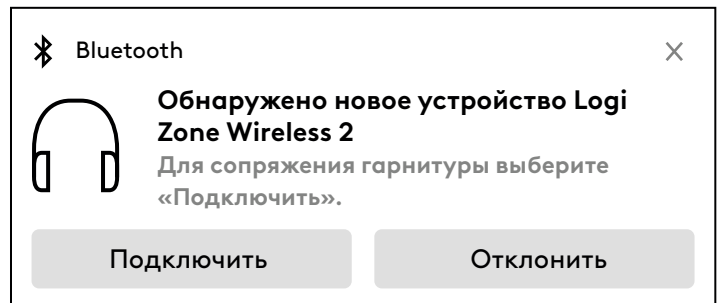 Bluetooth
Обнаружено новое устройство Logi
Zone Wireless 2
Для сопряжения гарнитуры выберите
«Подключить».
Подключить
Отклонить